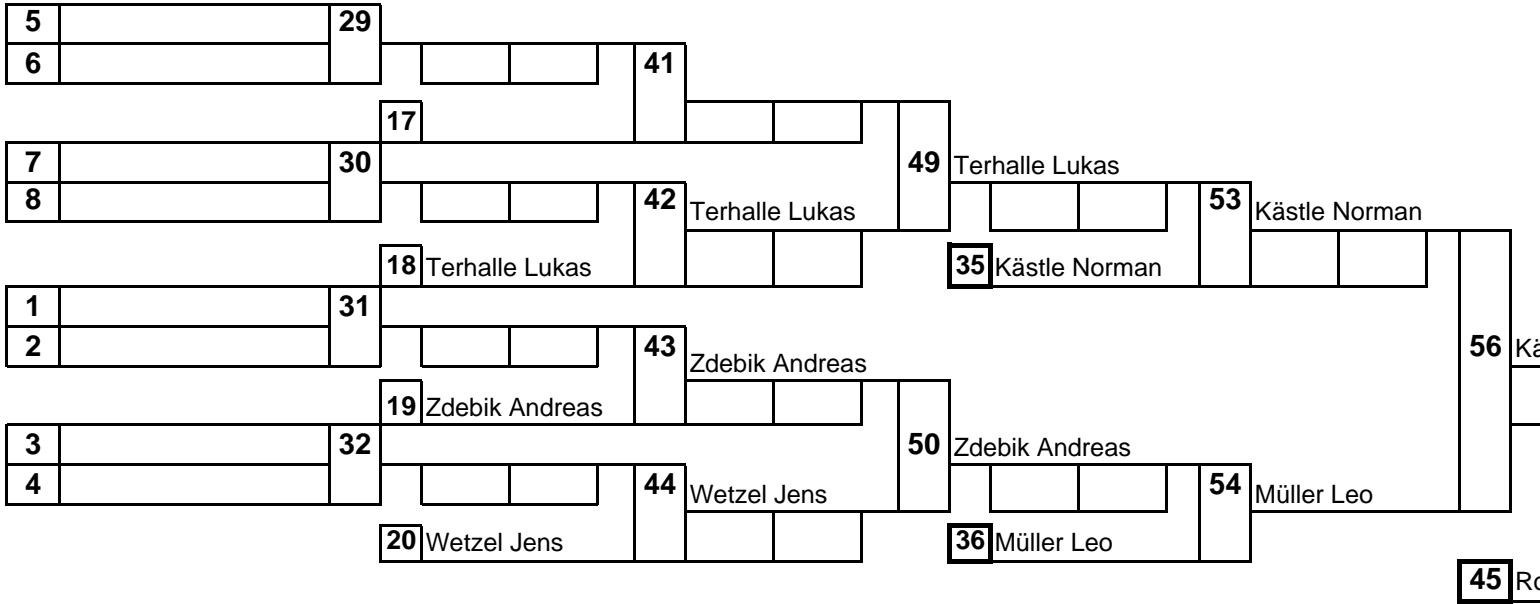 5 29
6 41
17
7 30 49 Terhalle Lukas
8 42 Terhalle Lukas 53 Kästle Norman
18 Terhalle Lukas 35 Kästle Norman
1 31
2 43 Zdebik Andreas 56 Kä
19 Zdebik Andreas
3 32 50 Zdebik Andreas
4 44 Wetzel Jens 54 Müller Leo
20 Wetzel Jens 36 Müller Leo
45 Ro